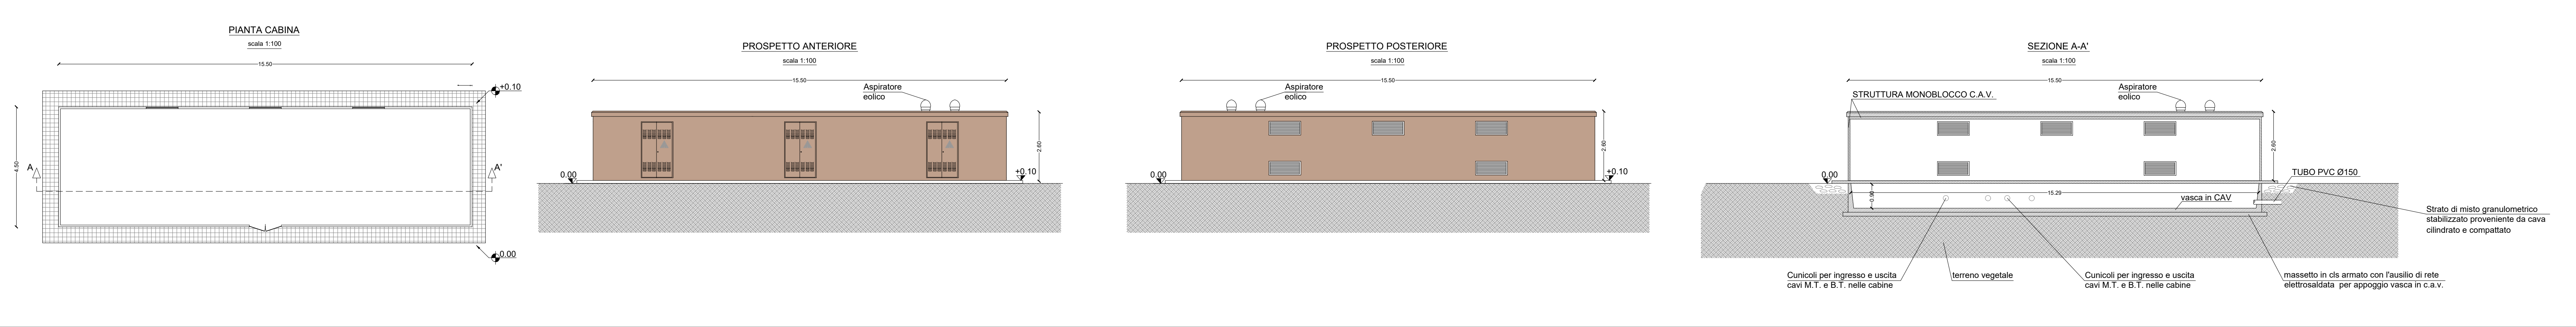 PIANTA CABINA
scala 1:100
15.50
+0.10
4.50
A
A'
0.00
PROSPETTO ANTERIORE
scala 1:100
15.50
Aspiratore
eolico
2.60
0.00
+0.10
PROSPETTO POSTERIORE
scala 1:100
15.50
Aspiratore
eolico
2.60
0.00
+0.10
SEZIONE A-A'
scala 1:100
15.50
STRUTTURA MONOBLOCCO C.A.V.
Aspiratore
eolico
2.60
0.00
TUBO PVC Ø150
0.90
15.29
vasca in CAV
Strato di misto granulometrico
stabilizzato proveniente da cava
cilindrato e compattato
Cunicoli per ingresso e uscita
cavi M.T. e B.T. nelle cabine
terreno vegetale
Cunicoli per ingresso e uscita
cavi M.T. e B.T. nelle cabine
massetto in cls armato con l'ausilio di rete
elettrosaldata per appoggio vasca in c.a.v.